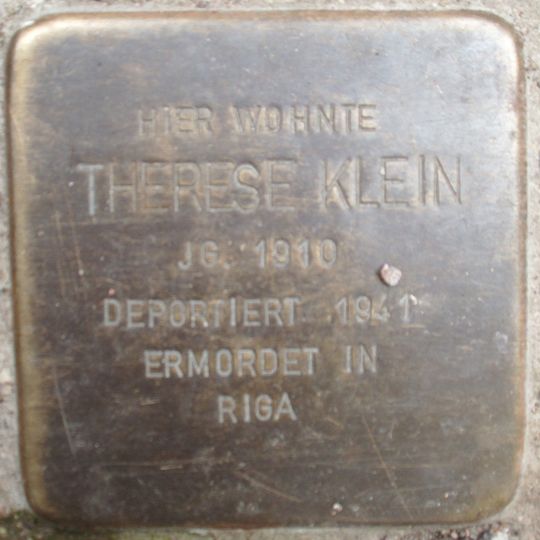 HIER WOHNTE
THERESE KLEIN
JG. 1910
DEPORTIERT 1941
ERMORDET IN
RIGA